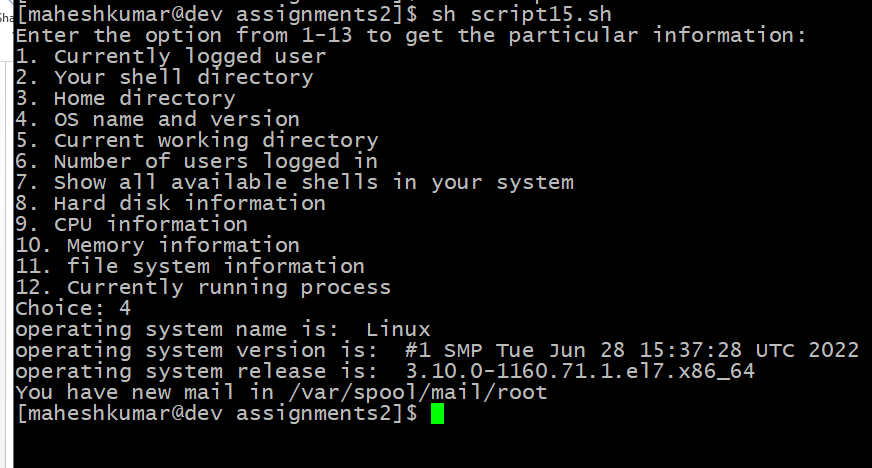 Sha
[maheshkumar@dev assignments2]$ sh script15.sh
Enter the option from 1-13 to get the particular information:
1. Currently logged user
2. Your shell directory
3. Home directory
4. OS name and version
5. Current working directory
6. Number of users logged in
7. Show all available shells in your system
8. Hard disk information
9. CPU information
10. Memory information
11. file system information
12. Currently running process
Choice: 4
operating system name is:  Linux
operating system version is:  #1 SMP Tue Jun 28 15:37:28 UTC 2022
operating system release is:  3.10.0-1160.71.1.el7.x86_64
You have new mail in /var/spool/mail/root
[maheshkumar@dev assignments2]$